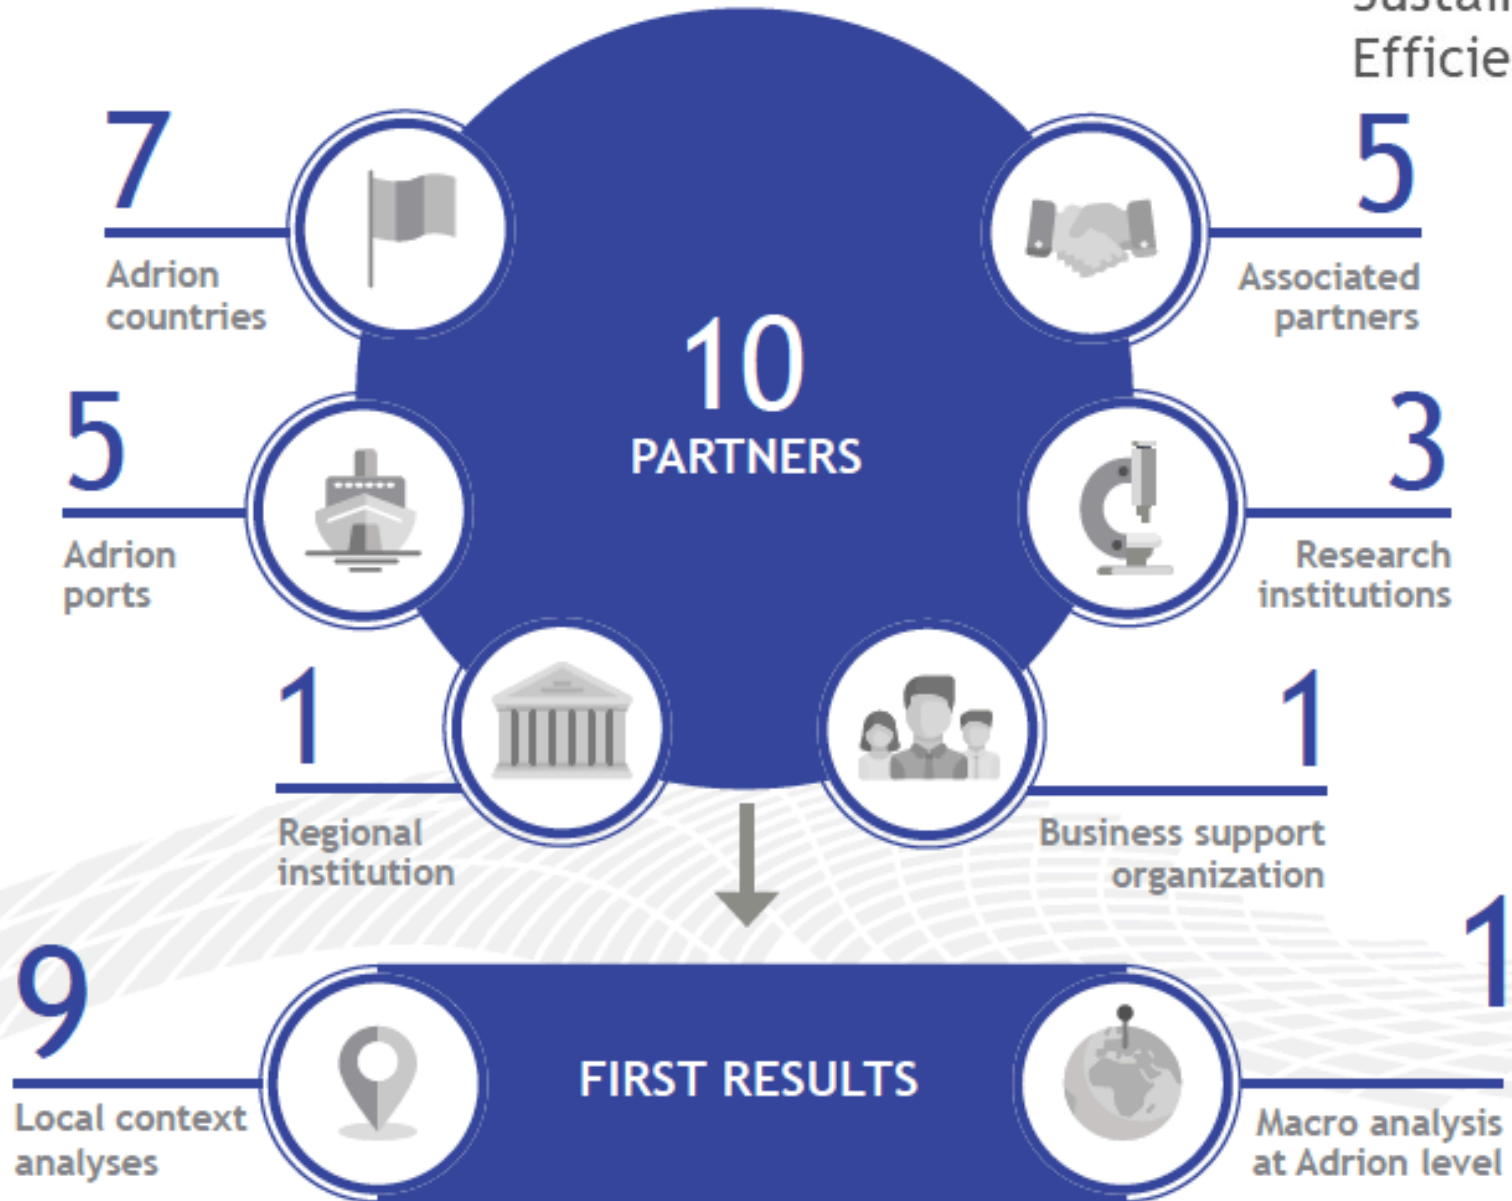 Efficie
7
Adrion
countries
5
Associated
partners
10
PARTNERS
5
Adrion
ports
3
Research
institutions
1
Regional
institution
1
Business support
organization
9
Local context
analyses
FIRST RESULTS
1
Macro analysis
at Adrion level